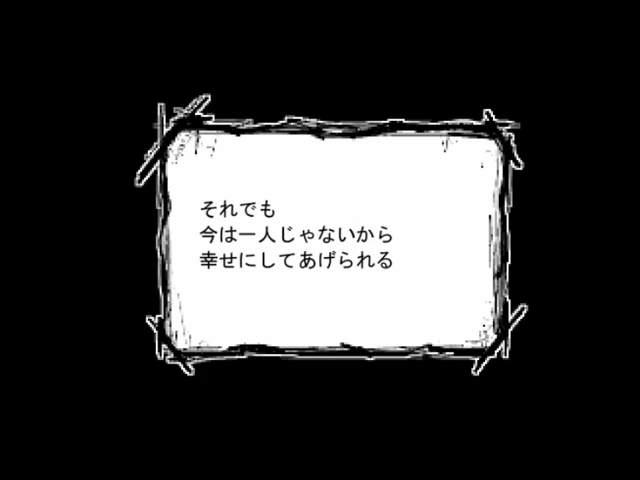 それでも
今は一人じゃないから
幸せにしてあげられる